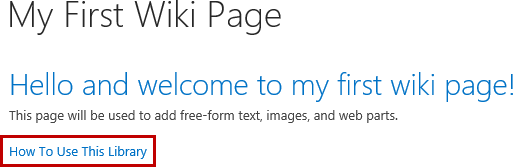 My First Wiki Page
Hello and welcome to my first wiki page!
This page will be used to add free-form text, images, and web parts.
How To Use This Library